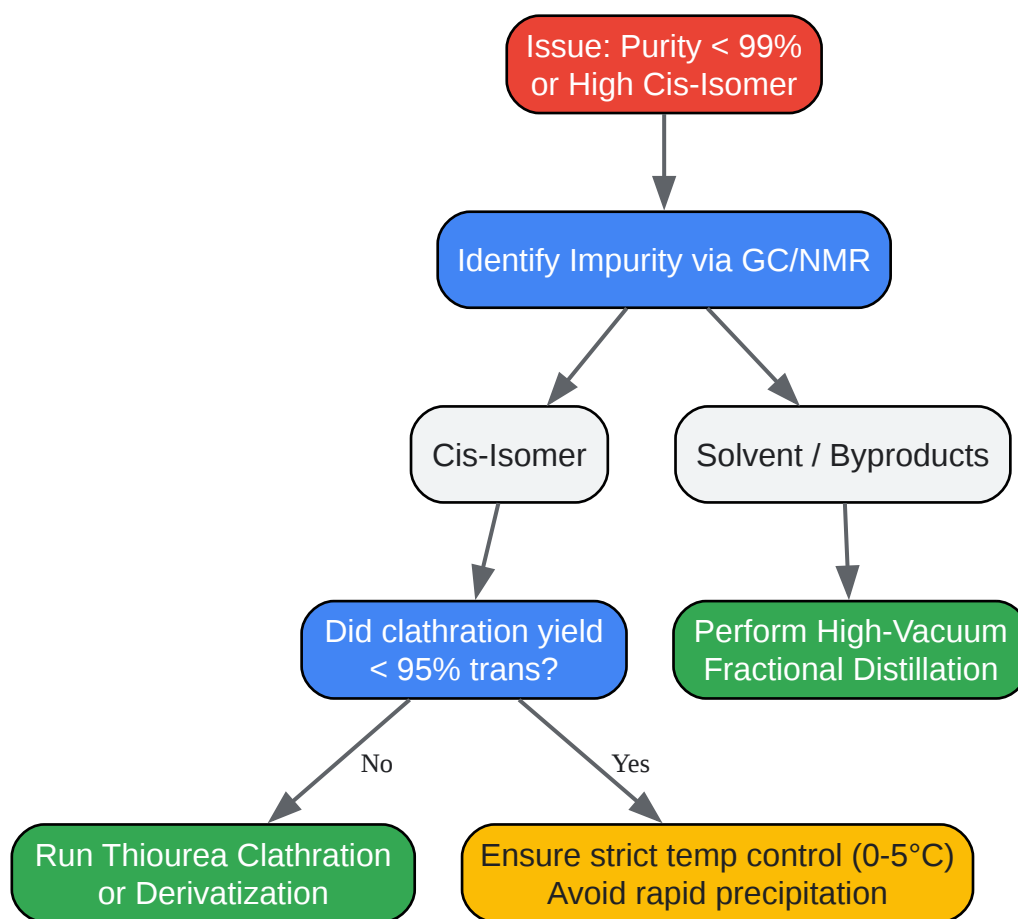 Issue: Purity < 99%
or High Cis-Isomer
Identify Impurity via GC/NMR
Cis-Isomer
Solvent / Byproducts
Did clathration yield
< 95% trans?
Perform High-Vacuum
Fractional Distillation
No
Yes
Run Thiourea Clathration
or Derivatization
Ensure strict temp control (0-5°C)
Avoid rapid precipitation